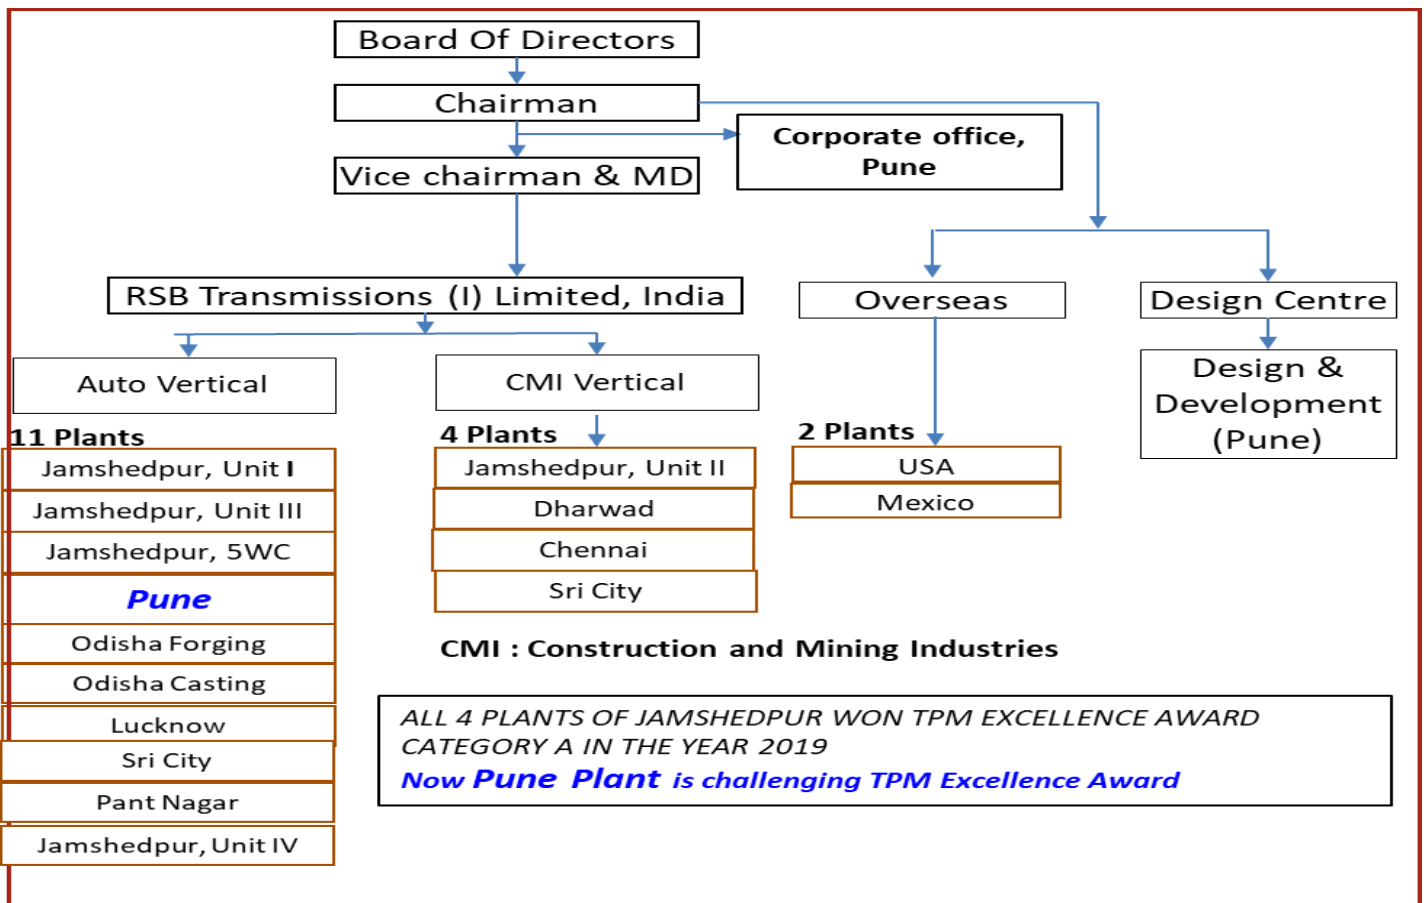 Board Of Directors
Chairman
Corporate office,
Pune
Vice chairman & MD
RSB Transmissions (I) Limited, India
Overseas
Design Centre
Auto Vertical
CMI Vertical
Design &
Development
(Pune)
11 Plants
4 Plants
2 Plants
Jamshedpur, Unit I
Jamshedpur, Unit III
Jamshedpur, 5WC
Pune
Odisha Forging
Odisha Casting
Lucknow
Sri City
Pant Nagar
Jamshedpur, Unit IV
Jamshedpur, Unit II
Dharwad
Chennai
Sri City
USA
Mexico
CMI : Construction and Mining Industries
ALL 4 PLANTS OF JAMSHEDPUR WON TPM EXCELLENCE AWARD
CATEGORY A IN THE YEAR 2019
Now Pune Plant is challenging TPM Excellence Award